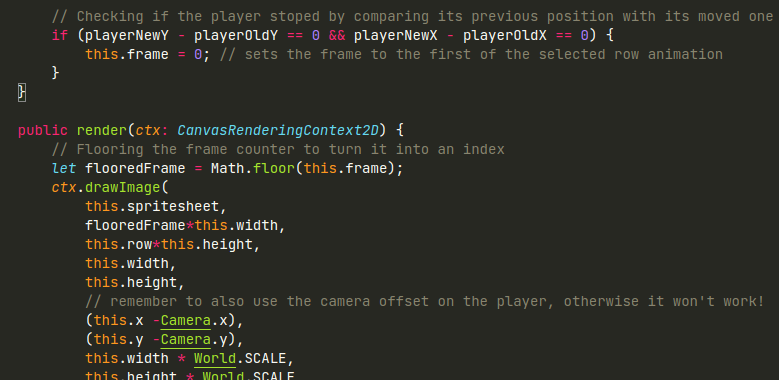 // Checking if the player stoped by comparing its previous position with its moved one
if (playerNewY - playerOldY == 0 && playerNewX - playerOldX == 0) {
this.frame = 0; // sets the frame to the first of the selected row animation
}
}
public render(ctx: CanvasRenderingContext2D) {
// Flooring the frame counter to turn it into an index
let flooredFrame = Math.floor(this.frame);
ctx.drawImage(
this.spritesheet,
flooredFrame*this.width,
this.row*this.height,
this.width,
this.height,
// remember to also use the camera offset on the player, otherwise it won't work!
(this.x -Camera.x),
(this.y -Camera.y),
this.width * World.SCALE,
this.height * World.SCALE